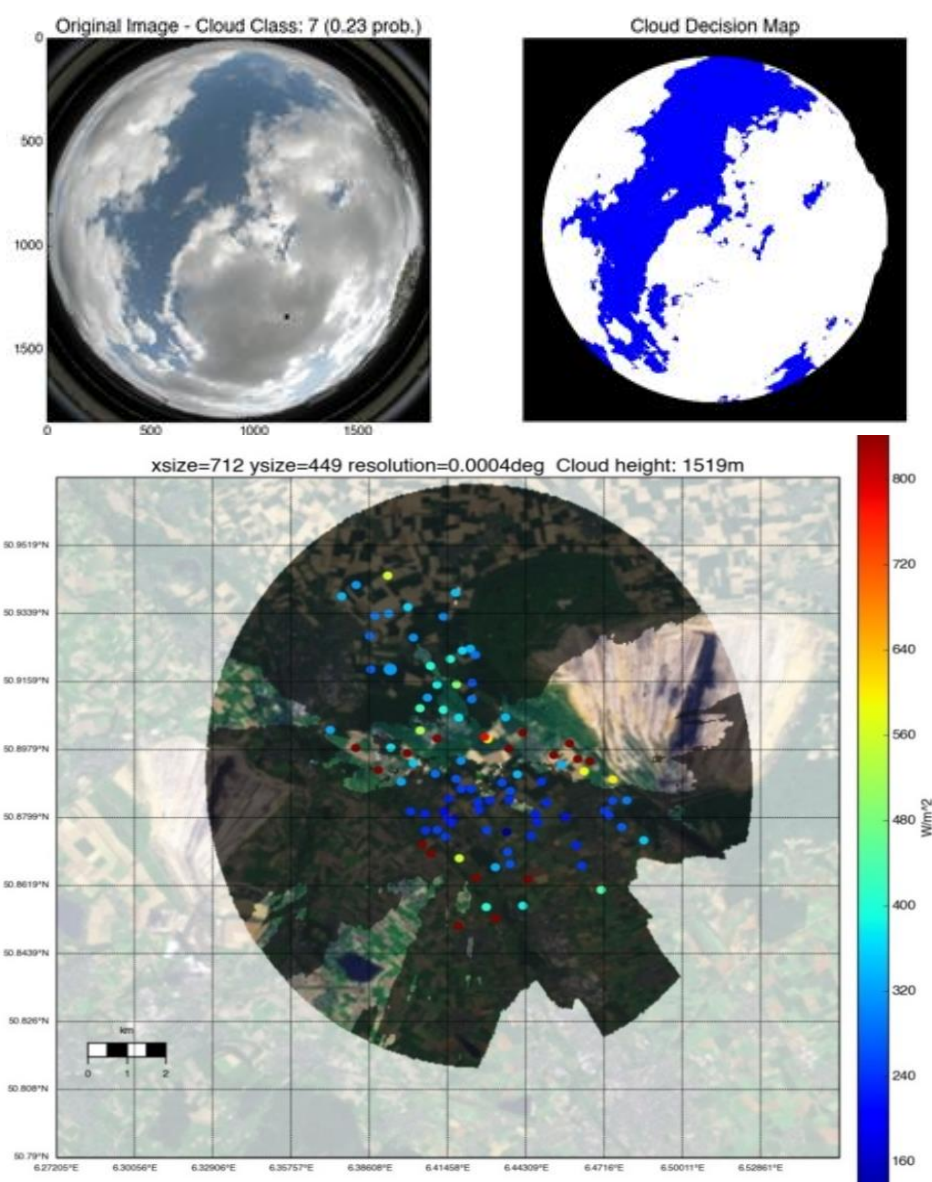 Original Image - Cloud Class: 7 (0.23 prob.)
Cloud Decision Map
0
500
1000
1500
0 500 1000 1500
xsize=712 ysize=449 resolution=0.0004deg Cloud height: 1519m
800
720
640
560
480
400
320
240
160
W/m^2
50.9519°N
50.9339°N
50.9159°N
50.8979°N
50.8799°N
50.8619°N
50.8439°N
50.826°N
50.808°N
50.79°N
km
0 1 2
6.27205°E 6.30056°E 6.32906°E 6.35757°E 6.38608°E 6.41458°E 6.44309°E 6.4716°E 6.50011°E 6.52861°E